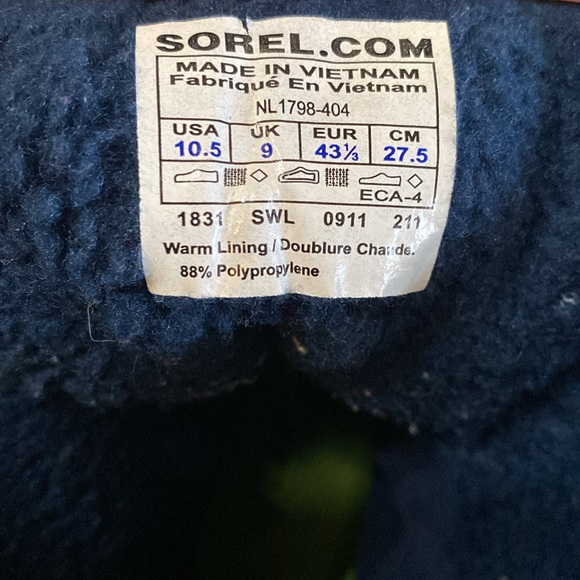 SOREL.COM
MADE IN VIETNAM
Fabriqué En Vietnam
NL1798-404
USA UK EUR CM
10.5 9 43⅓ 27.5
ECA-4
1831 SWL 0911 211
Warm Lining / Doublure Chaude.
88% Polypropylene